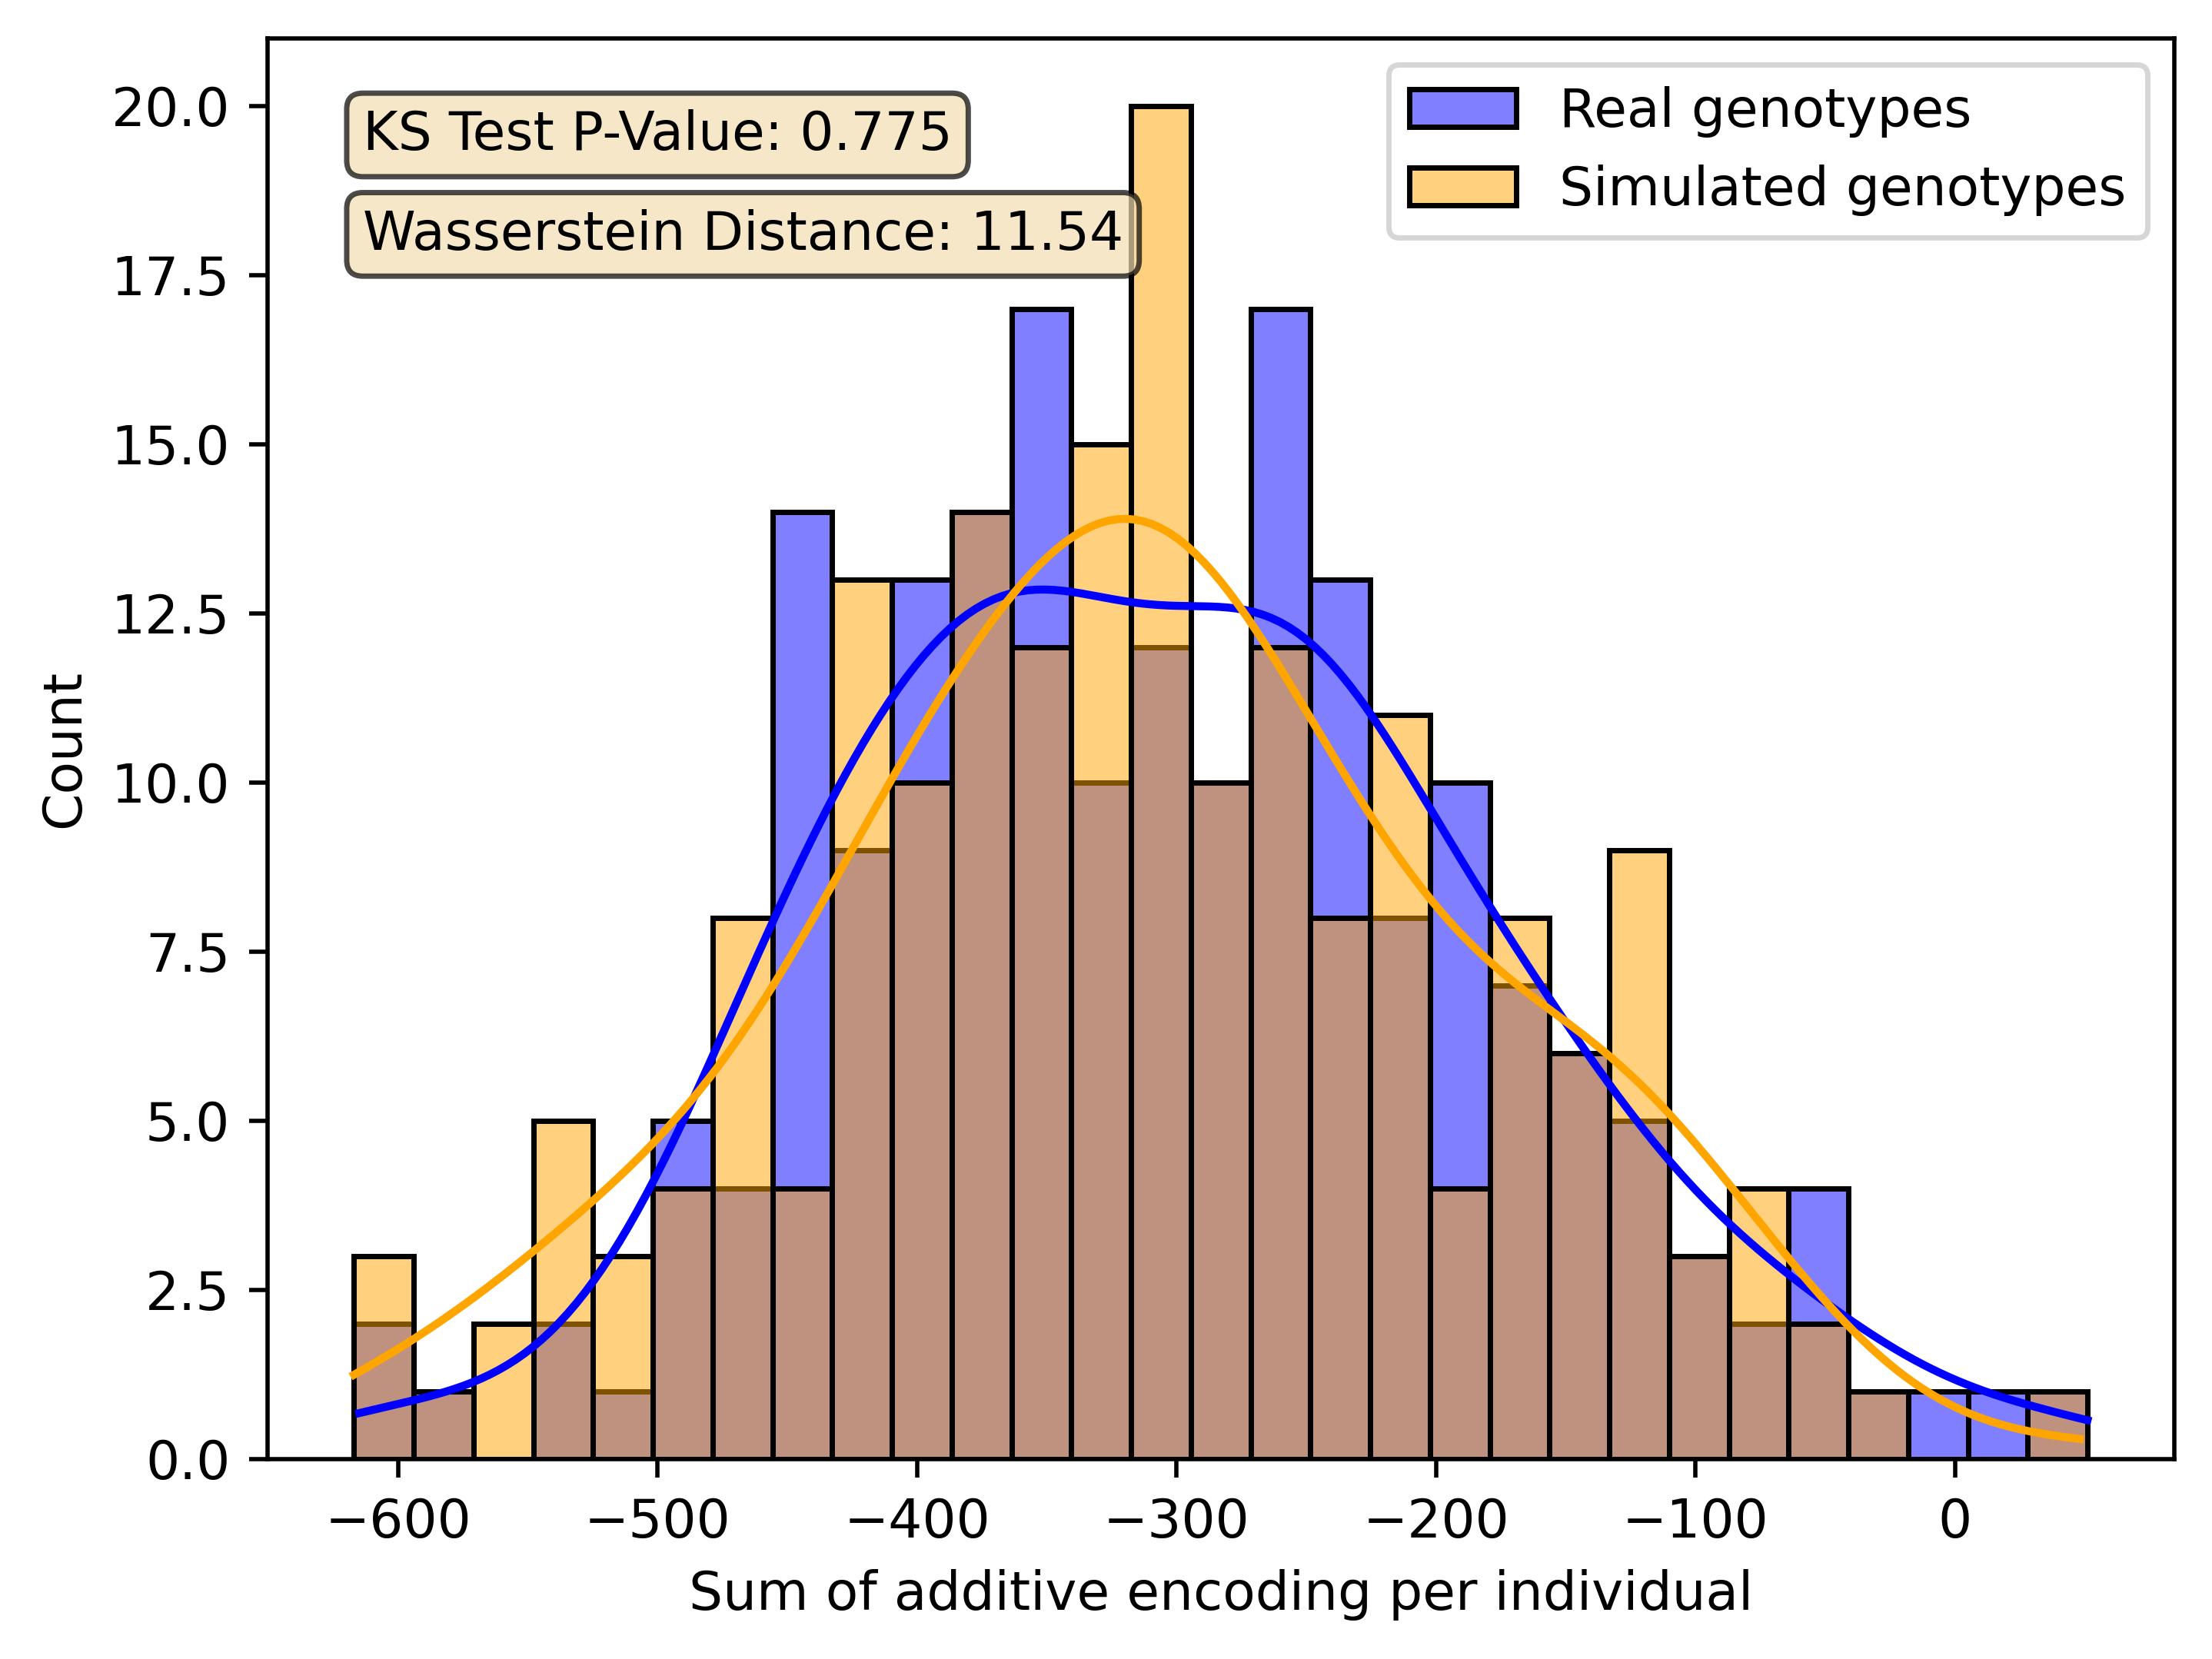 KS Test P-Value: 0.775
Wasserstein Distance: 11.54
Real genotypes
Simulated genotypes
Count
20.0
17.5
15.0
12.5
10.0
7.5
5.0
2.5
0.0
−600 −500 −400 −300 −200 −100 0
Sum of additive encoding per individual